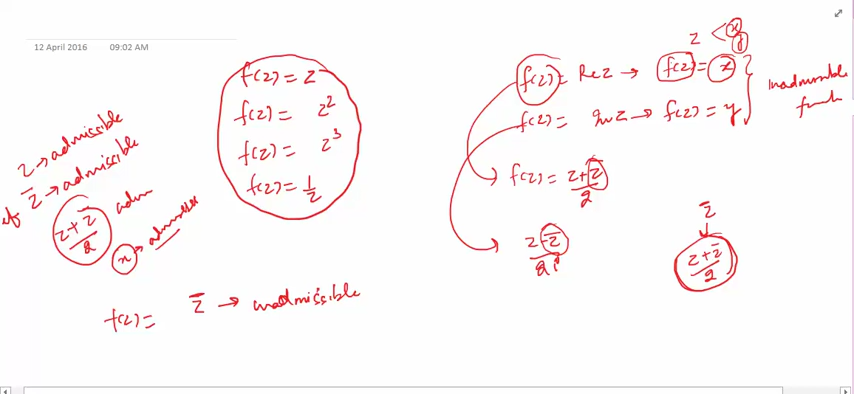 12 April 2016 09:02 AM
f(z) = z
f(z) = z²
f(z) = z³
f(z) = 1/z
z → admissible
if z̄ → admissible
(z + z̄)/2 adm
x → admissible
f(z) = z̄ → inadmissible
z < x y
f(z) = Re z → f(z) = x
f(z) = Im z → f(z) = y
inadmissible
f(z) = (z + z̄)/2
(z - z̄)/2i
z̄
↓
(z + z̄)/2